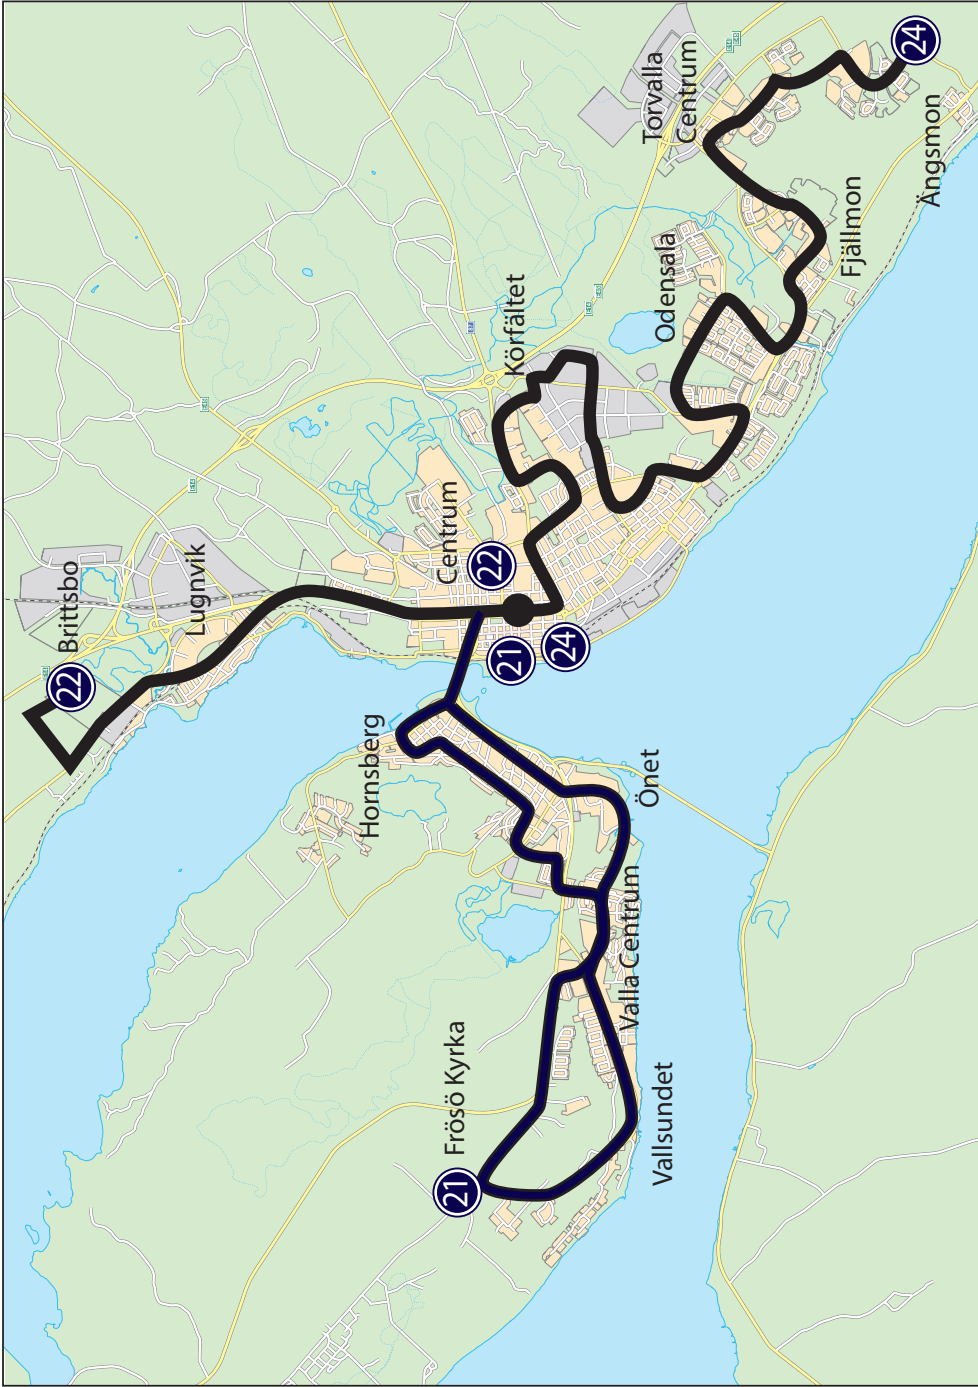 22
Brittsbo
Lugnvik
Hornsberg
Centrum
21
Frösö Kyrka
22
21
Körfältet
24
Valla Centrum
Önet
Torvalla
Centrum
Vallsundet
Odensala
Fjällmon
24
Ängsmon